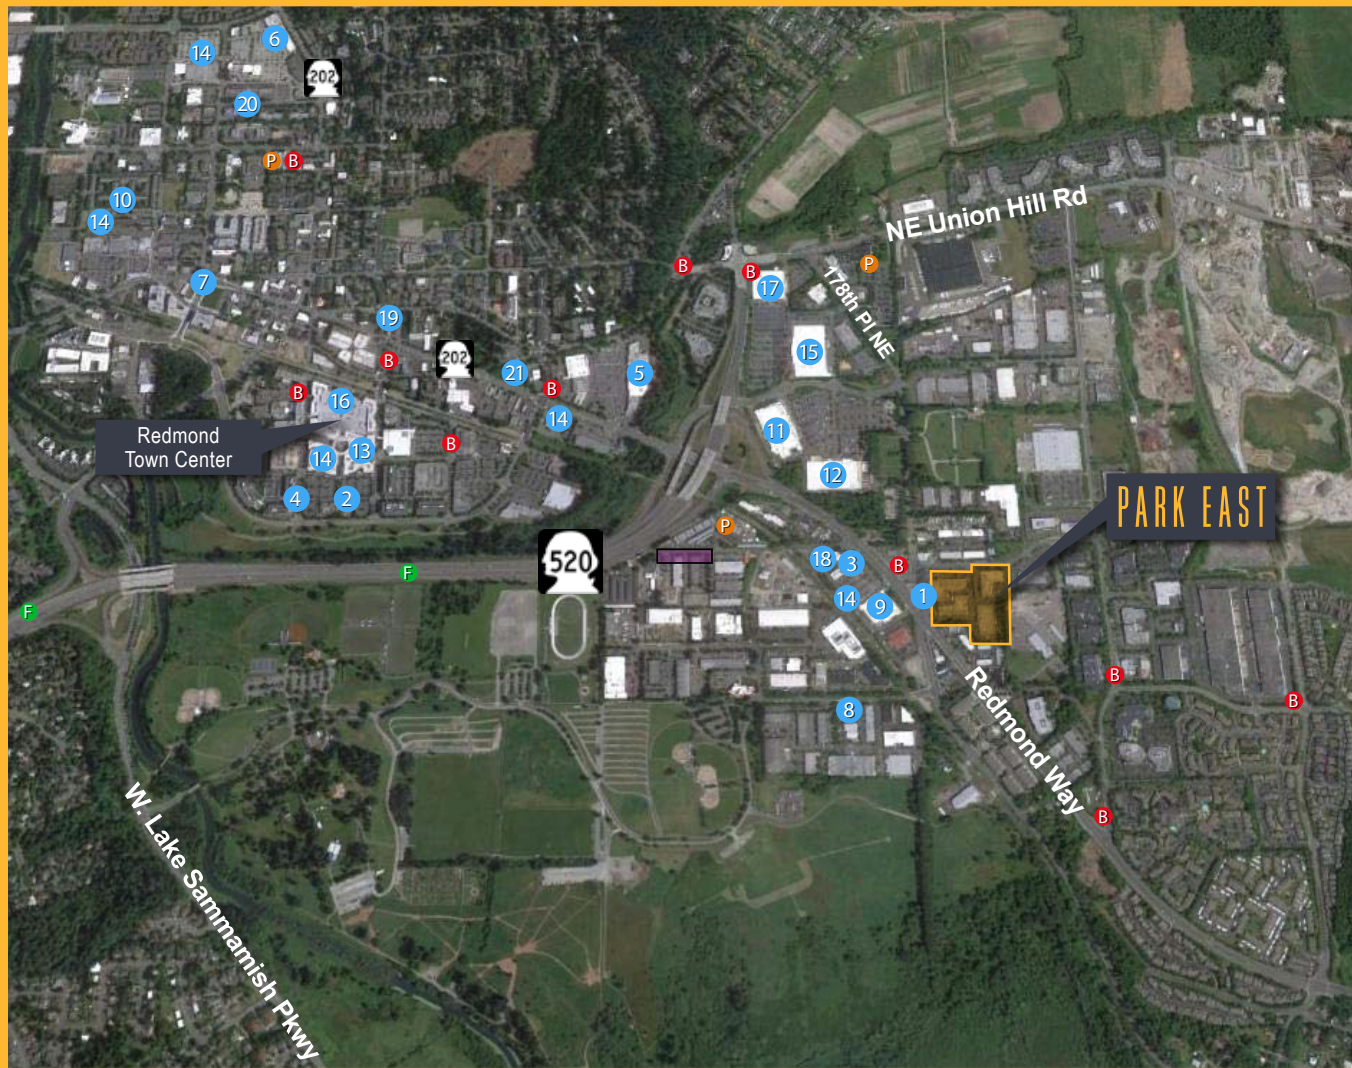 6
14
202
20
P
B
10
14
NE Union Hill Rd
B
B
P
17
7
178th Pl NE
19
15
B
202
21
5
B
B
16
14
11
Redmond
Town Center
B
14
13
12
4
2
PARK EAST
P
520
18
3
B
F
F
14
9
1
B
Redmond Way
B
8
W. Lake Sammamish Pkwy
B